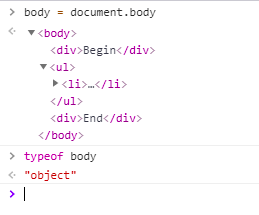 > body = document.body
<· ▼<body>
<div>Begin</div>
▼<ul>
▶<li>…</li>
</ul>
<div>End</div>
</body>
> typeof body
<· "object"
>